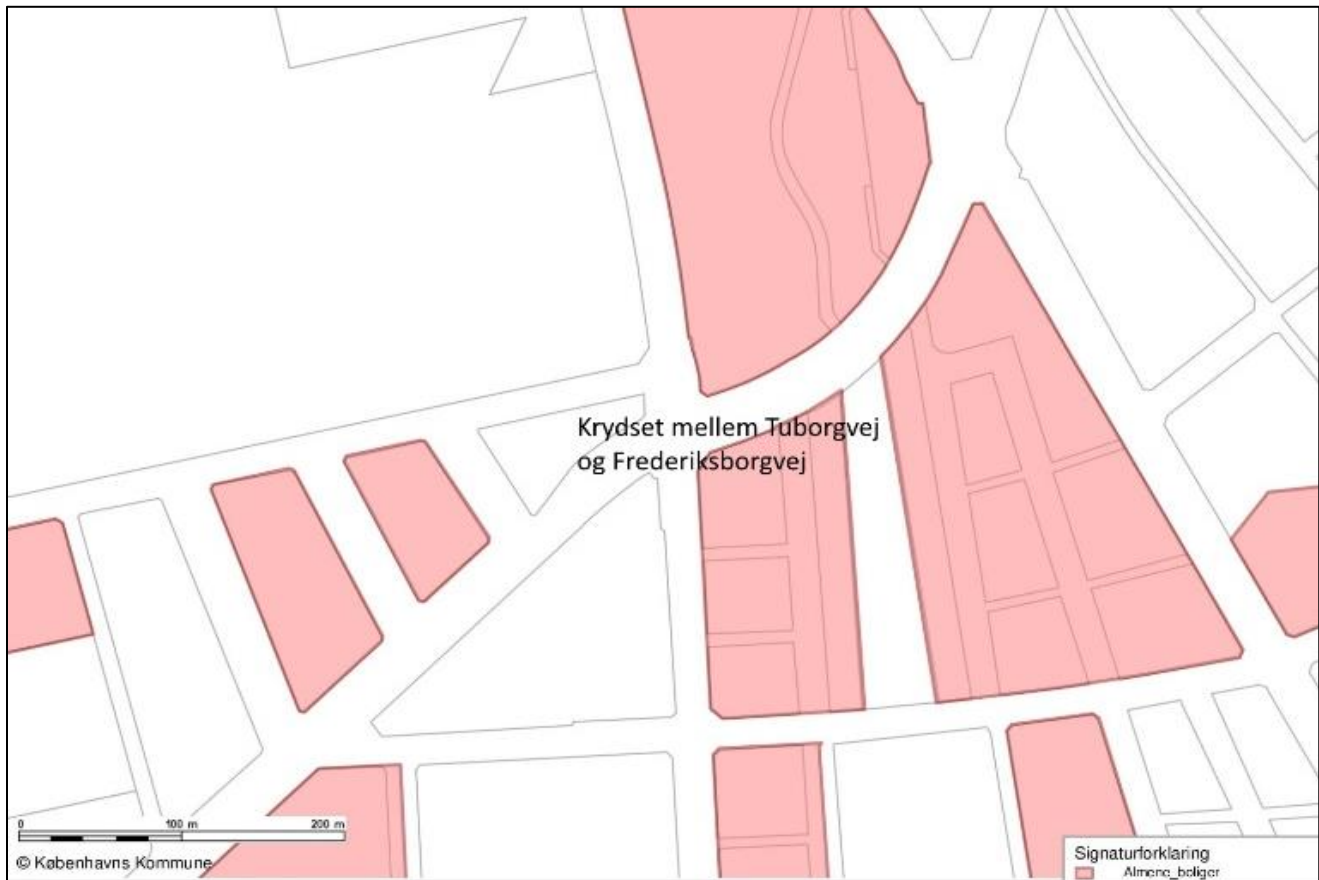 Krydset mellem Tuborgvej
og Frederiksborgvej
0 100 m 200 m
© Københavns Kommune
Signaturforklaring
Almene_boliger